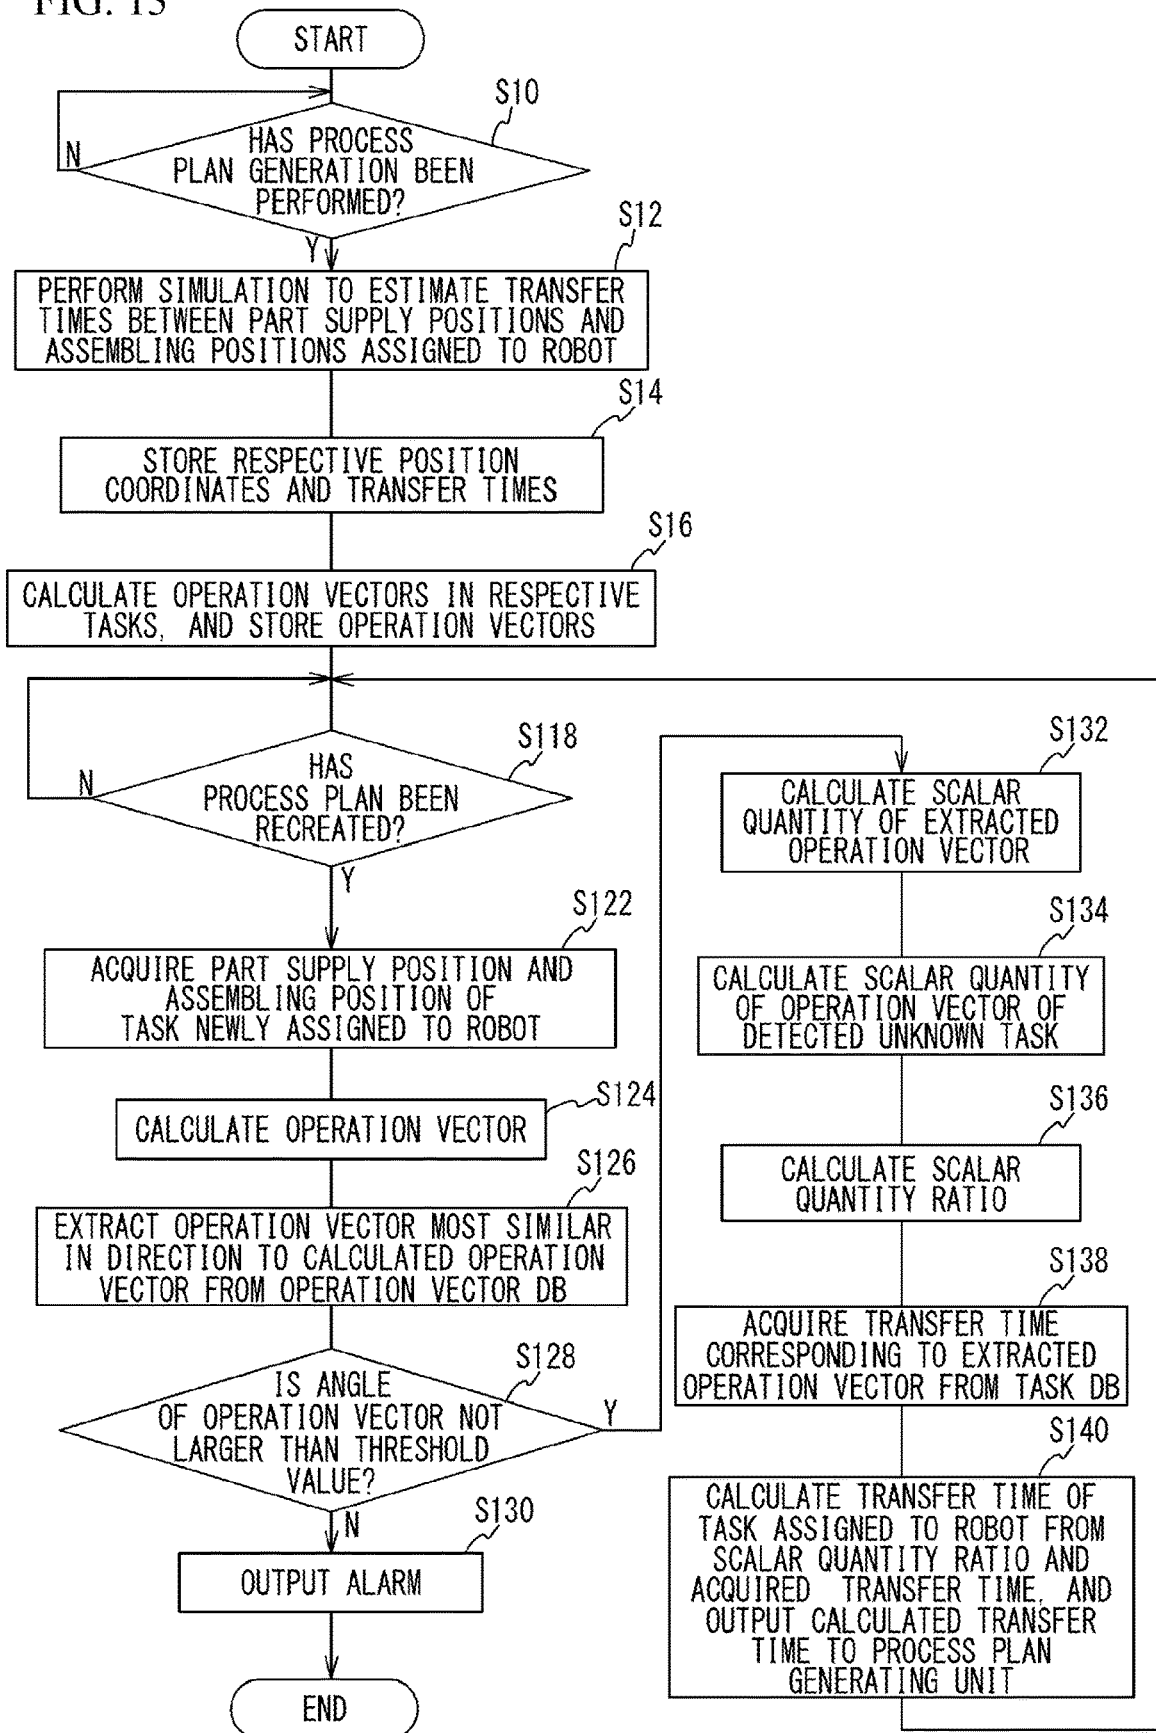 FIG. 13
START
S10
HAS PROCESS
PLAN GENERATION BEEN
PERFORMED?
N
Y
S12
PERFORM SIMULATION TO ESTIMATE TRANSFER
TIMES BETWEEN PART SUPPLY POSITIONS AND
ASSEMBLING POSITIONS ASSIGNED TO ROBOT
S14
STORE RESPECTIVE POSITION
COORDINATES AND TRANSFER TIMES
S16
CALCULATE OPERATION VECTORS IN RESPECTIVE
TASKS, AND STORE OPERATION VECTORS
S118
HAS
PROCESS PLAN BEEN
RECREATED?
N
Y
S122
ACQUIRE PART SUPPLY POSITION AND
ASSEMBLING POSITION OF
TASK NEWLY ASSIGNED TO ROBOT
S124
CALCULATE OPERATION VECTOR
S126
EXTRACT OPERATION VECTOR MOST SIMILAR
IN DIRECTION TO CALCULATED OPERATION
VECTOR FROM OPERATION VECTOR DB
S128
IS ANGLE
OF OPERATION VECTOR NOT
LARGER THAN THRESHOLD
VALUE?
Y
N
S130
OUTPUT ALARM
END
S132
CALCULATE SCALAR
QUANTITY OF EXTRACTED
OPERATION VECTOR
S134
CALCULATE SCALAR QUANTITY
OF OPERATION VECTOR OF
DETECTED UNKNOWN TASK
S136
CALCULATE SCALAR
QUANTITY RATIO
S138
ACQUIRE TRANSFER TIME
CORRESPONDING TO EXTRACTED
OPERATION VECTOR FROM TASK DB
S140
CALCULATE TRANSFER TIME OF
TASK ASSIGNED TO ROBOT FROM
SCALAR QUANTITY RATIO AND
ACQUIRED TRANSFER TIME, AND
OUTPUT CALCULATED TRANSFER
TIME TO PROCESS PLAN
GENERATING UNIT